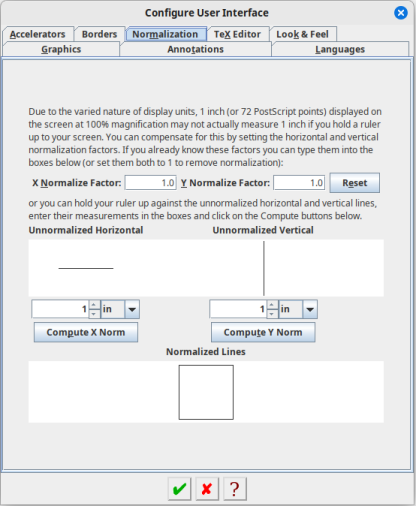 Configure User Interface
Accelerators Borders Normalization TeX Editor Look & Feel
Graphics Annotations Languages
Due to the varied nature of display units, 1 inch (or 72 PostScript points) displayed on
the screen at 100% magnification may not actually measure 1 inch if you hold a ruler
up to your screen. You can compensate for this by setting the horizontal and vertical
normalization factors. If you already know these factors you can type them into the
boxes below (or set them both to 1 to remove normalization):
X Normalize Factor: 1.0 Y Normalize Factor: 1.0 Reset
or you can hold your ruler up against the unnormalized horizontal and vertical lines,
enter their measurements in the boxes and click on the Compute buttons below.
Unnormalized Horizontal Unnormalized Vertical
1 in 1 in
Compute X Norm Compute Y Norm
Normalized Lines
?